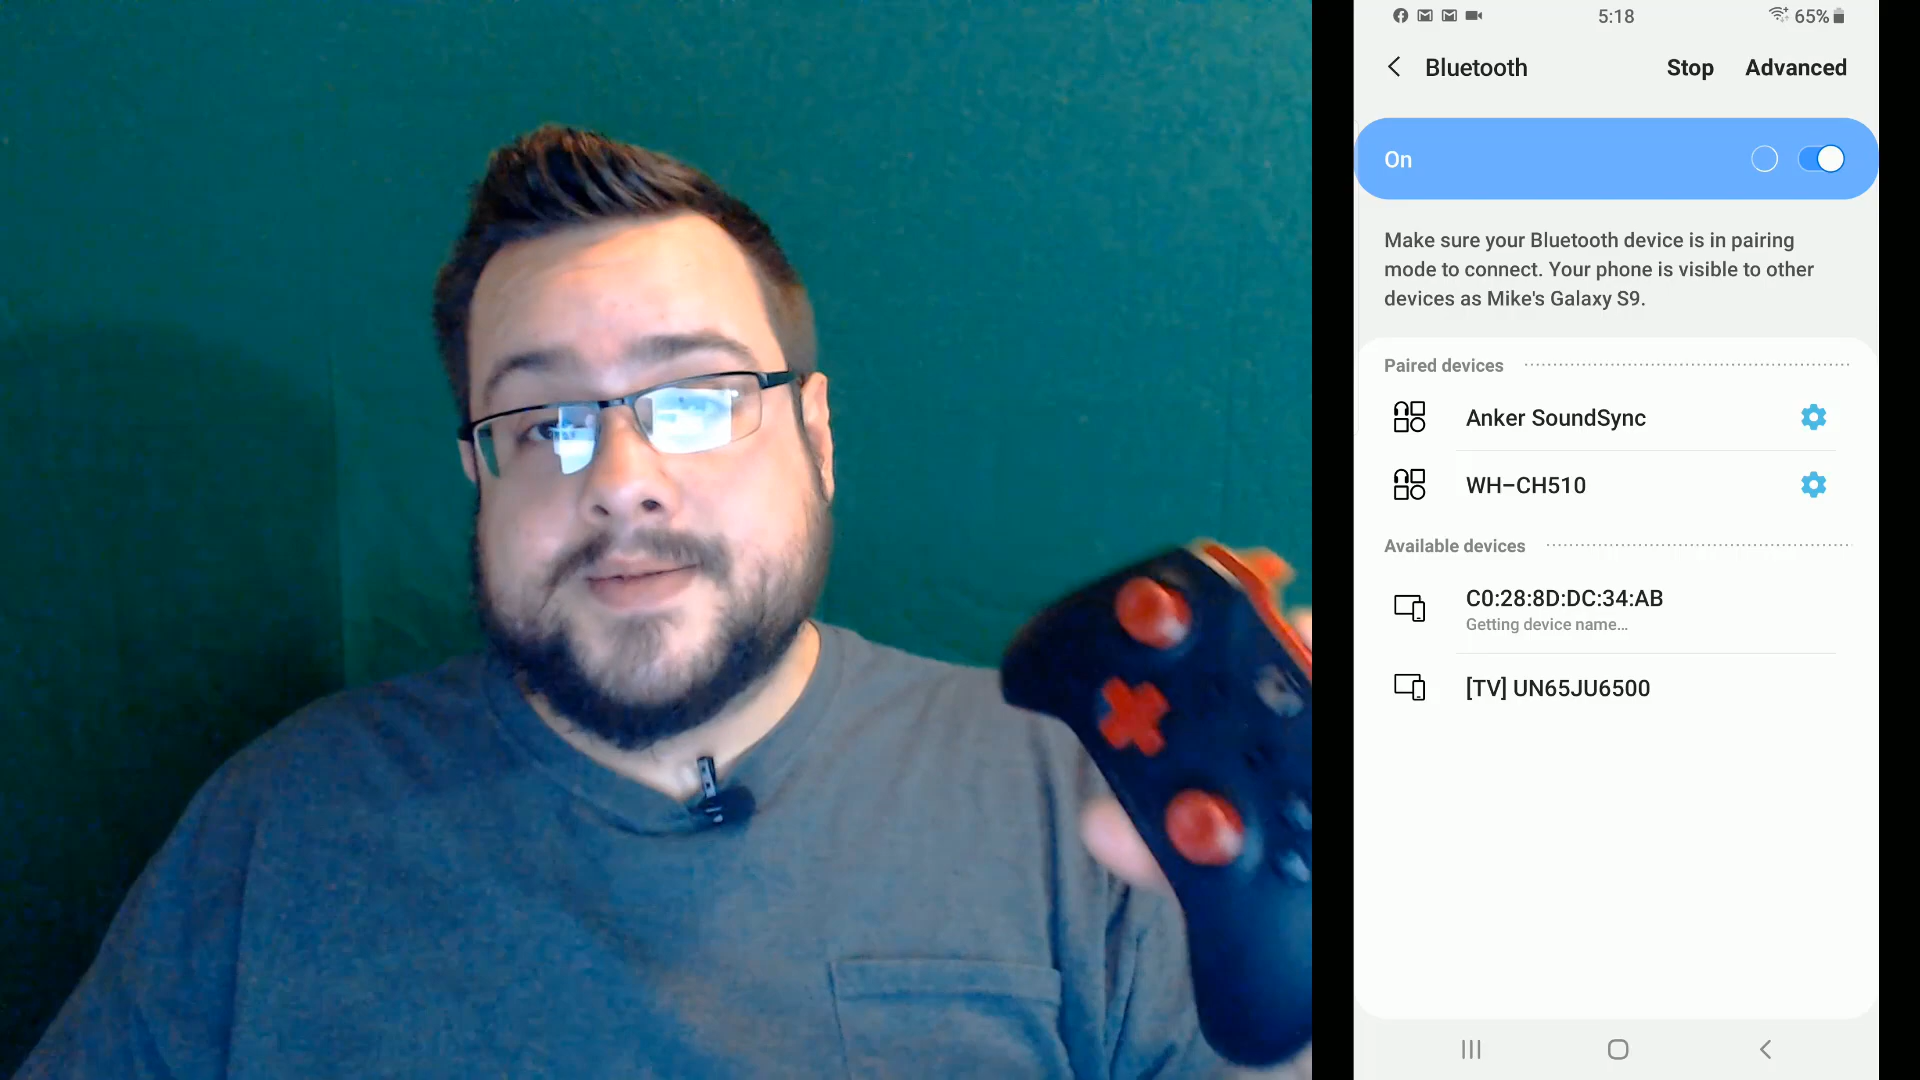 5:18
65%
Bluetooth
Stop
Advanced
On
Make sure your Bluetooth device is in pairing
mode to connect. Your phone is visible to other
devices as Mike's Galaxy S9.
Paired devices
Anker SoundSync
WH-CH510
Available devices
C0:28:8D:DC:34:AB
Getting device name...
[TV] UN65JU6500